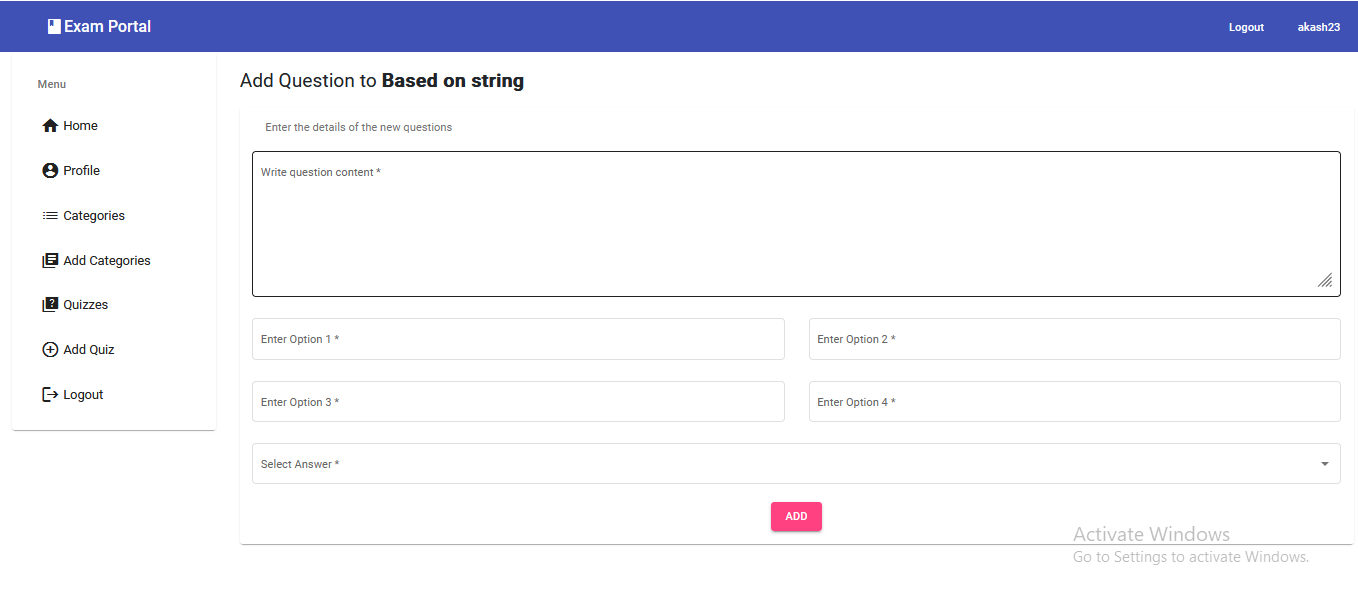 Exam Portal
Logout
akash23
Menu
Home
Profile
Categories
Add Categories
Quizzes
Add Quiz
Logout
Add Question to Based on string
Enter the details of the new questions
Write question content *
Enter Option 1 *
Enter Option 2 *
Enter Option 3 *
Enter Option 4 *
Select Answer *
ADD
Activate Windows
Go to Settings to activate Windows.